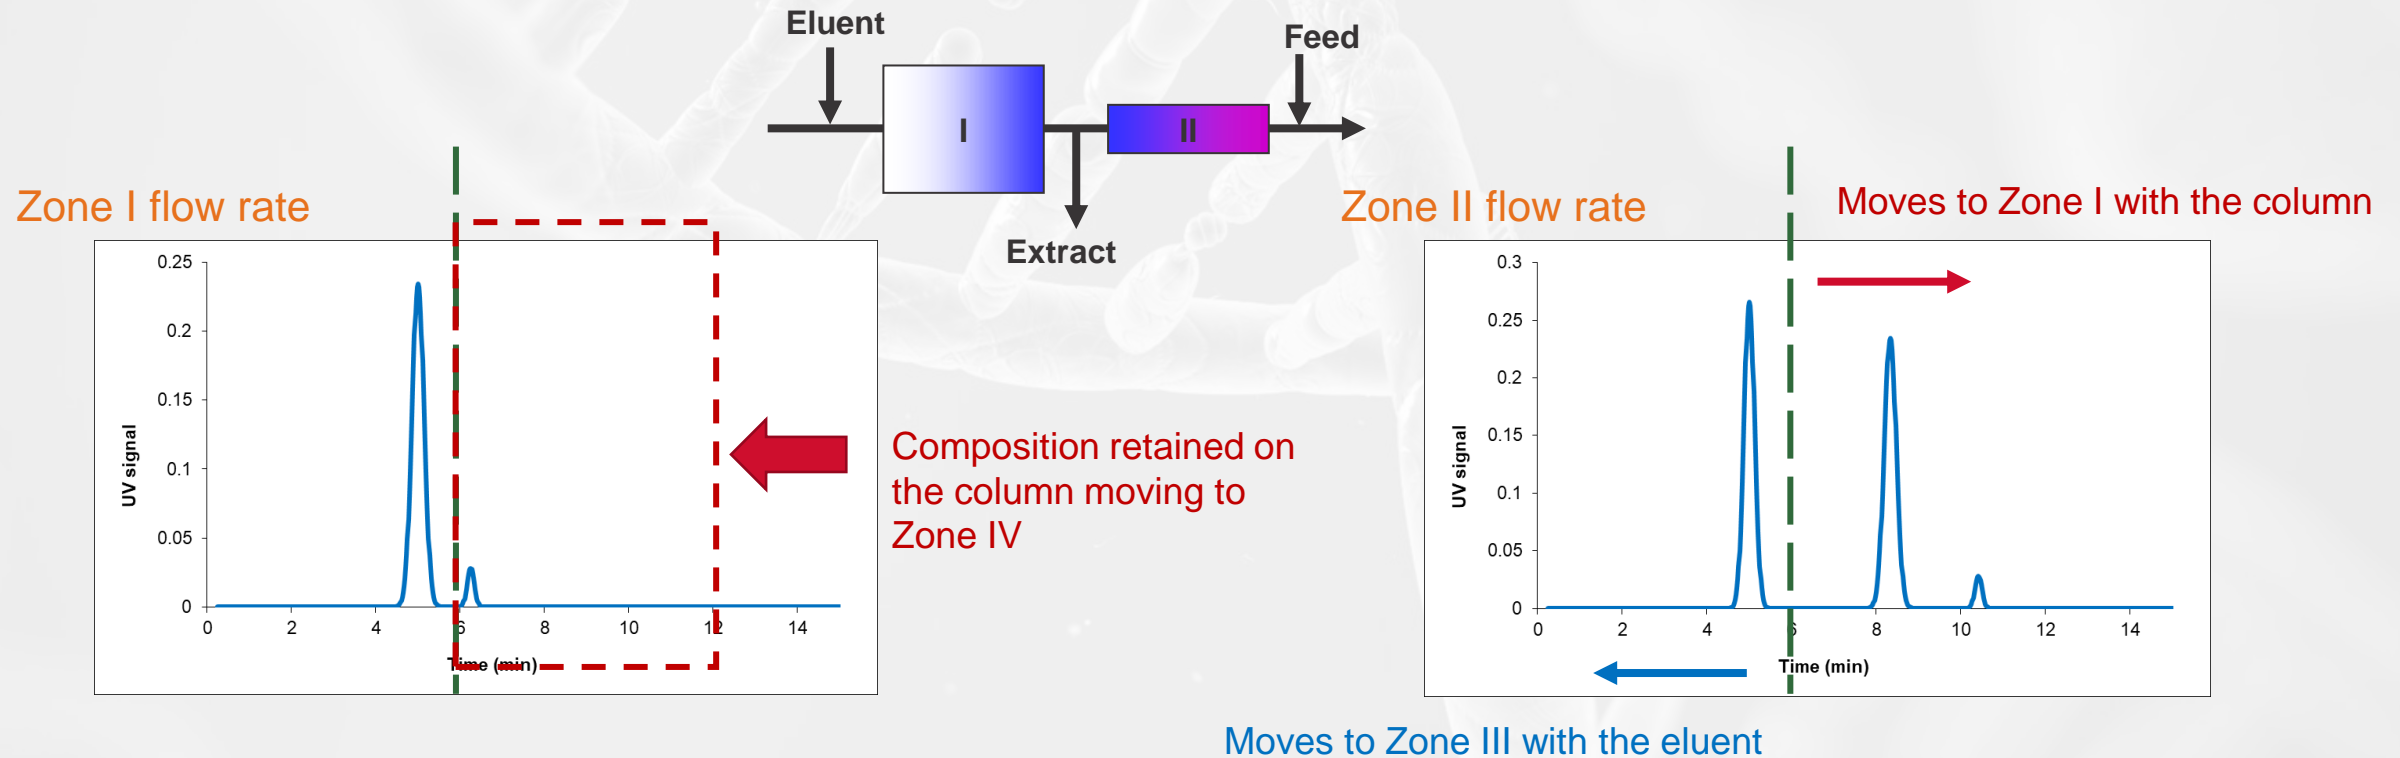 Eluent
Feed
I
II
Extract
Zone I flow rate
Zone II flow rate
Moves to Zone I with the column
0.25
0.2
0.15
0.1
0.05
0
UV signal
0 2 4 6 8 10 12 14
Time (min)
Composition retained on
the column moving to
Zone IV
0.3
0.25
0.2
0.15
0.1
0.05
0
UV signal
0 2 4 6 8 10 12 14
Time (min)
Moves to Zone III with the eluent